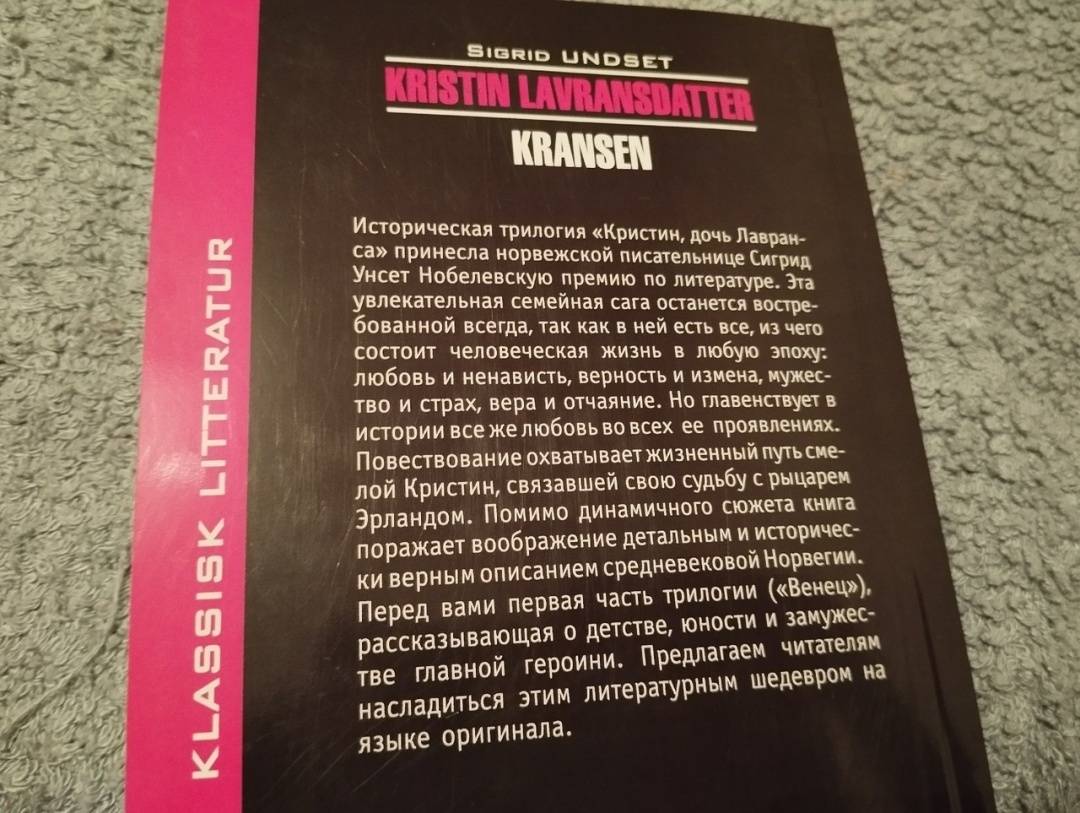 SIGRID UNDSET
KRISTIN LAVRANSDATTER
KRANSEN
Историческая трилогия «Кристин, дочь Лавран-
са» принесла норвежской писательнице Сигрид
Унсет Нобелевскую премию по литературе. Эта
увлекательная семейная сага останется востре-
бованной всегда, так как в ней есть все, из чего
состоит человеческая жизнь в любую эпоху:
любовь и ненависть, верность и измена, мужес-
тво и страх, вера и отчаяние. Но главенствует в
истории все же любовь во всех ее проявлениях.
Повествование охватывает жизненный путь сме-
лой Кристин, связавшей свою судьбу с рыцарем
Эрландом. Помимо динамичного сюжета книга
поражает воображение детальным и историчес-
ки верным описанием средневековой Норвегии.
Перед вами первая часть трилогии («Венец»),
рассказывающая о детстве, юности и замужес-
тве главной героини. Предлагаем читателям
насладиться этим литературным шедевром на
языке оригинала.
KLASSISK LITTERATUR